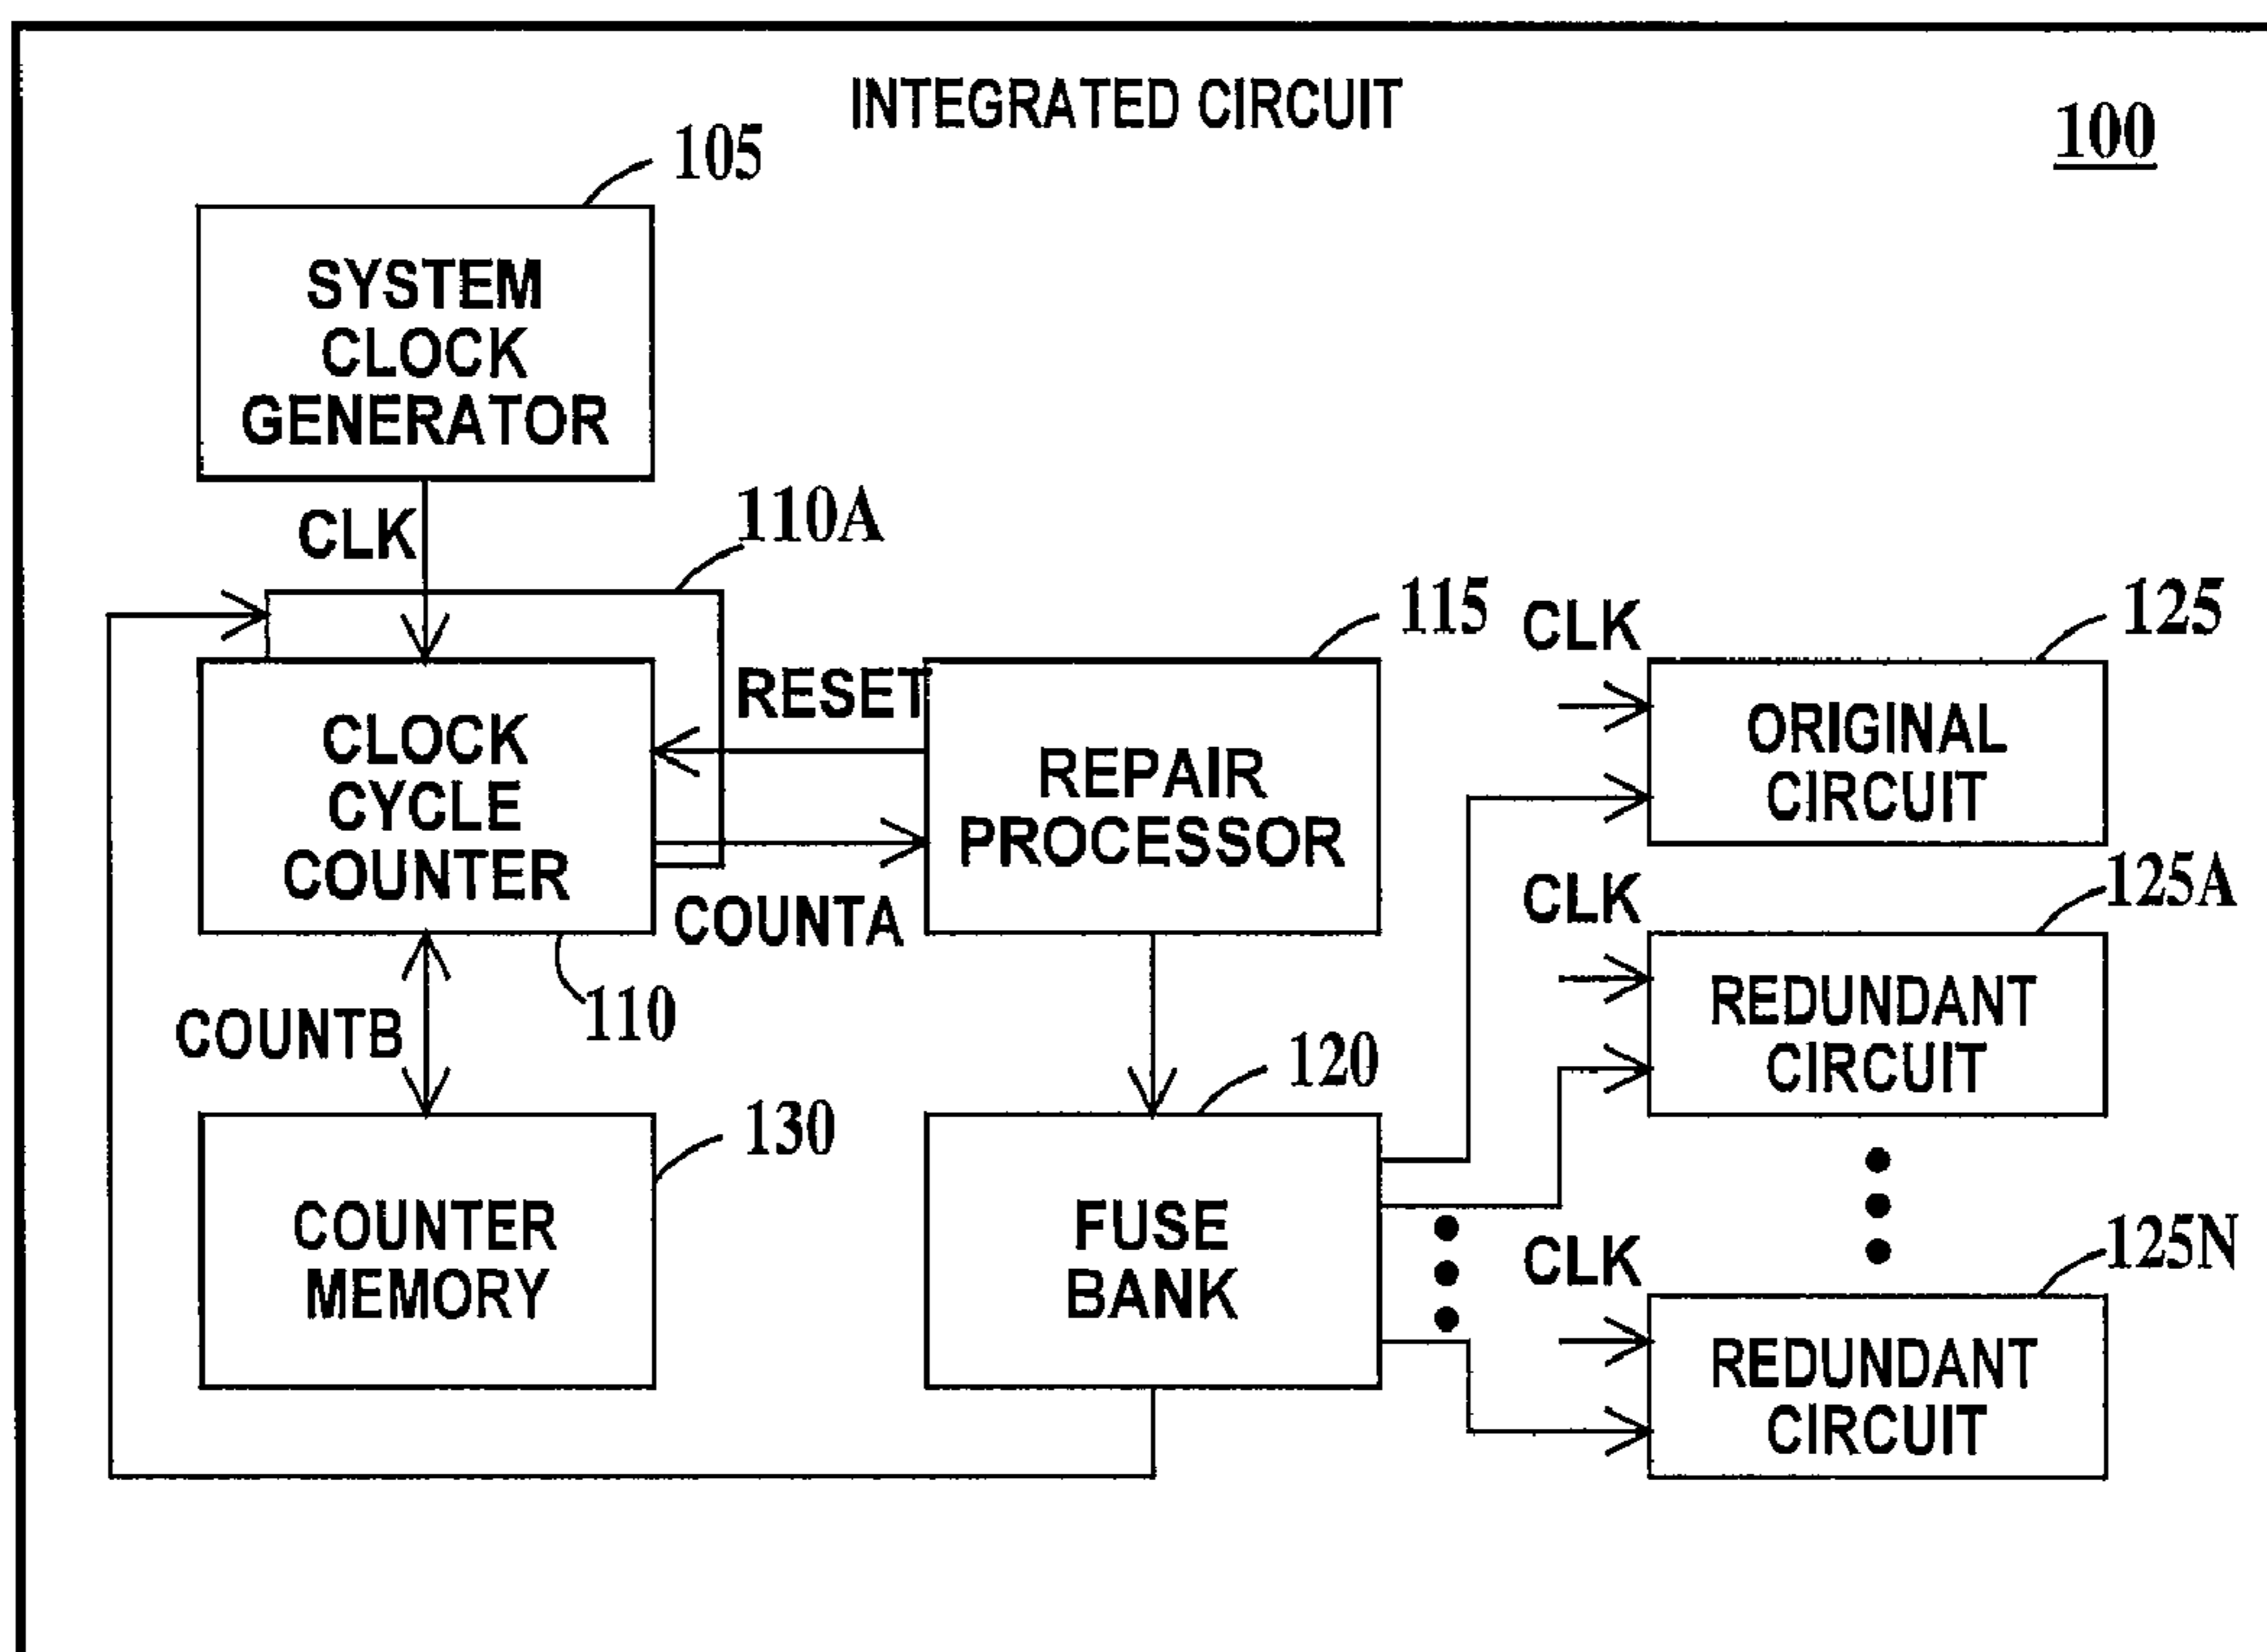 INTEGRATED CIRCUIT
100
105
SYSTEM
CLOCK
GENERATOR
CLK
110A
115
CLK
125
RESET
CLOCK
CYCLE
COUNTER
REPAIR
PROCESSOR
ORIGINAL
CIRCUIT
COUNTA
CLK
125A
COUNTB
110
REDUNDANT
CIRCUIT
120
130
COUNTER
MEMORY
FUSE
BANK
CLK
125N
REDUNDANT
CIRCUIT